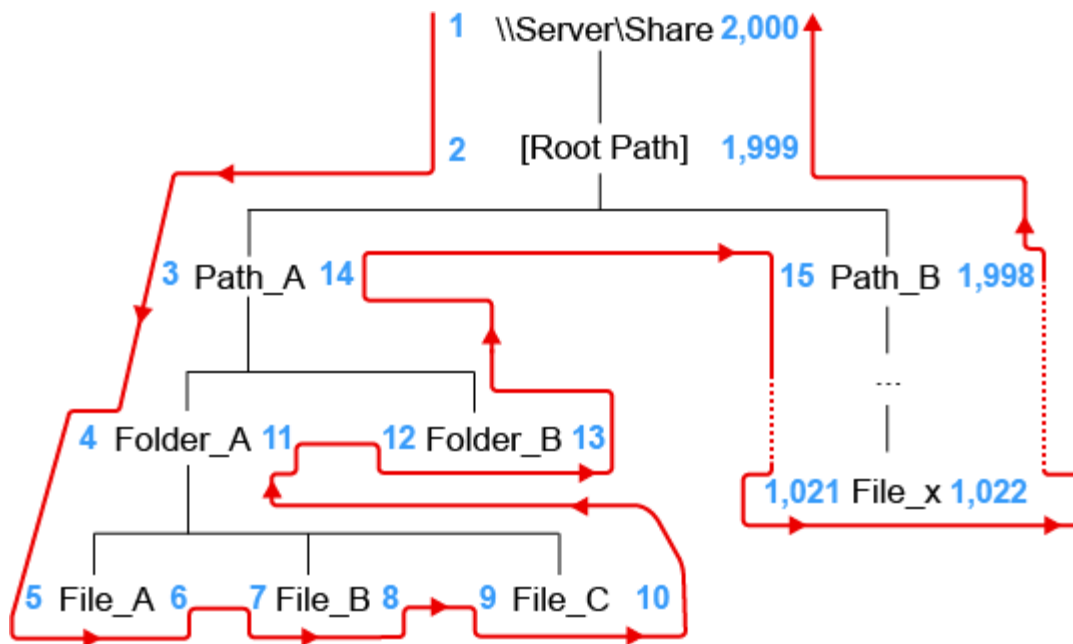 1 \\Server\Share 2,000
2 [Root Path] 1,999
3 Path_A 14 15 Path_B 1,998
...
4 Folder_A 11 12 Folder_B 13
1,021 File_x 1,022
5 File_A 6 7 File_B 8 9 File_C 10